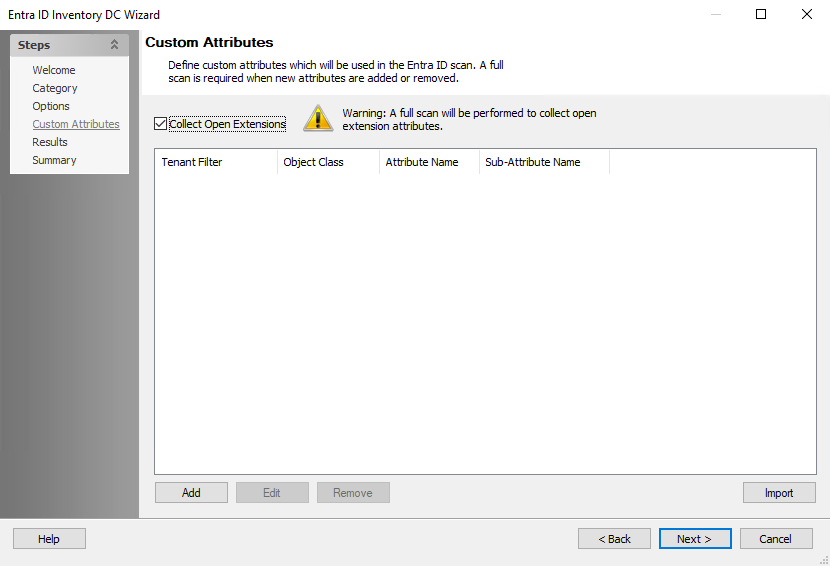 Entra ID Inventory DC Wizard
Steps
Welcome
Category
Options
Custom Attributes
Results
Summary
Custom Attributes
Define custom attributes which will be used in the Entra ID scan. A full
scan is required when new attributes are added or removed.
Collect Open Extensions
Warning: A full scan will be performed to collect open
extension attributes.
Tenant Filter Object Class Attribute Name Sub-Attribute Name
Add Edit Remove Import
Help < Back Next > Cancel